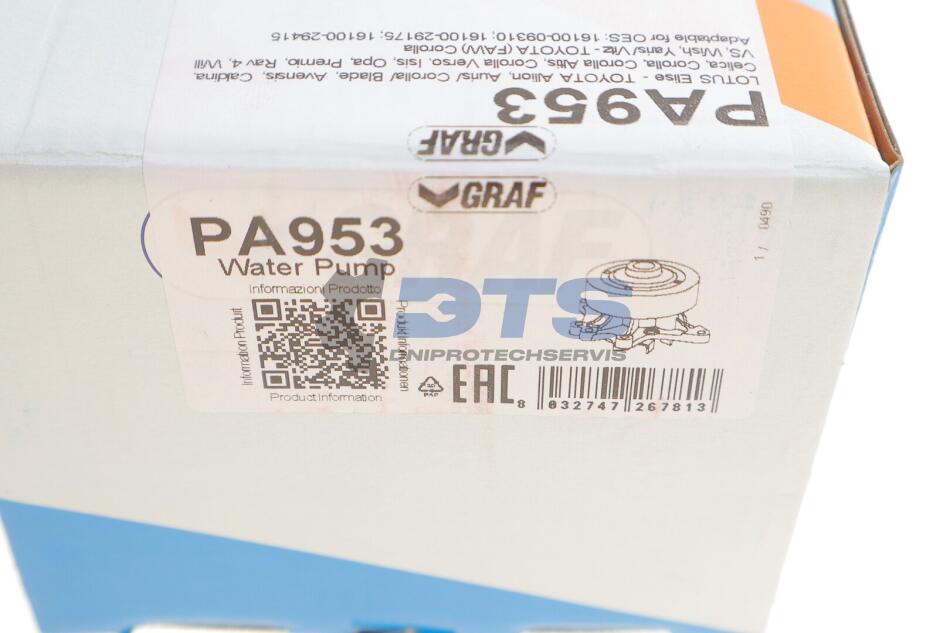 PA953
LOTUS Elise - TOYOTA Allion, Auris/ Corolla/ Blade, Avensis, Caldina,
Celica, Corolla, Corolla Altis, Corolla Verso, Isis, Opa, Premio, Rav 4, Will
VS, Wish, Yaris/Vitz - TOYOTA (FAW) Corolla
Adaptable for OES: 16100-09310; 16100-29175; 16100-29415
GRAF
GRAF
PA953
Water Pump
Informazioni Prodotto
Information Produit
Produktinformationen
Product Information
PAP
EAC
8 032747 267813
1 / 0490
DTS
DNIPROTECHSERVIS